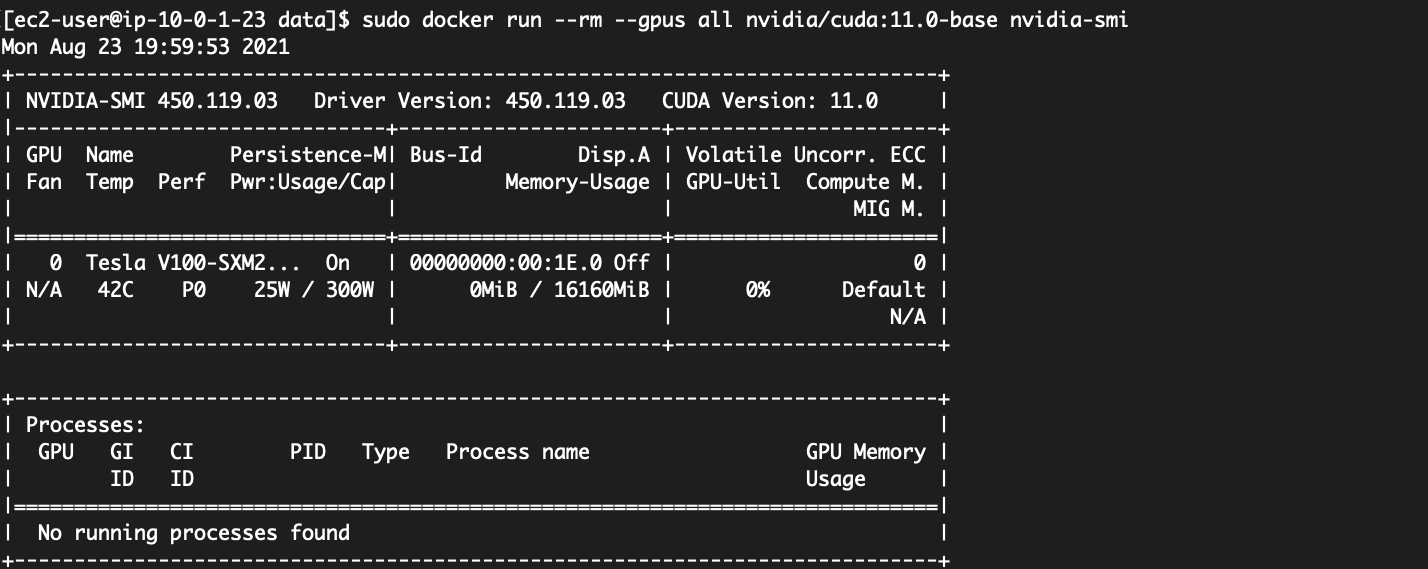 [ec2-user@ip-10-0-1-23 data]$ sudo docker run --rm --gpus all nvidia/cuda:11.0-base nvidia-smi
Mon Aug 23 19:59:53 2021
+-----------------------------------------------------------------------------+
| NVIDIA-SMI 450.119.03   Driver Version: 450.119.03   CUDA Version: 11.0     |
|-------------------------------+----------------------+----------------------+
| GPU  Name        Persistence-M| Bus-Id        Disp.A | Volatile Uncorr. ECC |
| Fan  Temp  Perf  Pwr:Usage/Cap|         Memory-Usage | GPU-Util  Compute M. |
|                               |                      |               MIG M. |
|===============================+======================+======================|
|   0  Tesla V100-SXM2...  On   | 00000000:00:1E.0 Off |                    0 |
| N/A   42C    P0    25W / 300W |      0MiB / 16160MiB |      0%      Default |
|                               |                      |                  N/A |
+-------------------------------+----------------------+----------------------+

+-----------------------------------------------------------------------------+
| Processes:                                                                  |
|  GPU   GI   CI        PID   Type   Process name                  GPU Memory |
|        ID   ID                                                   Usage      |
|=============================================================================|
|  No running processes found                                                 |
+-----------------------------------------------------------------------------+